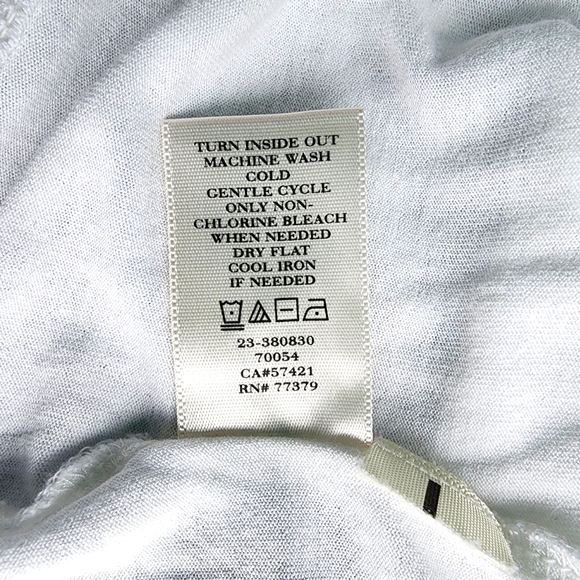 TURN INSIDE OUT
MACHINE WASH
COLD
GENTLE CYCLE
ONLY NON-
CHLORINE BLEACH
WHEN NEEDED
DRY FLAT
COOL IRON
IF NEEDED
23-380830
70054
CA#57421
RN# 77379